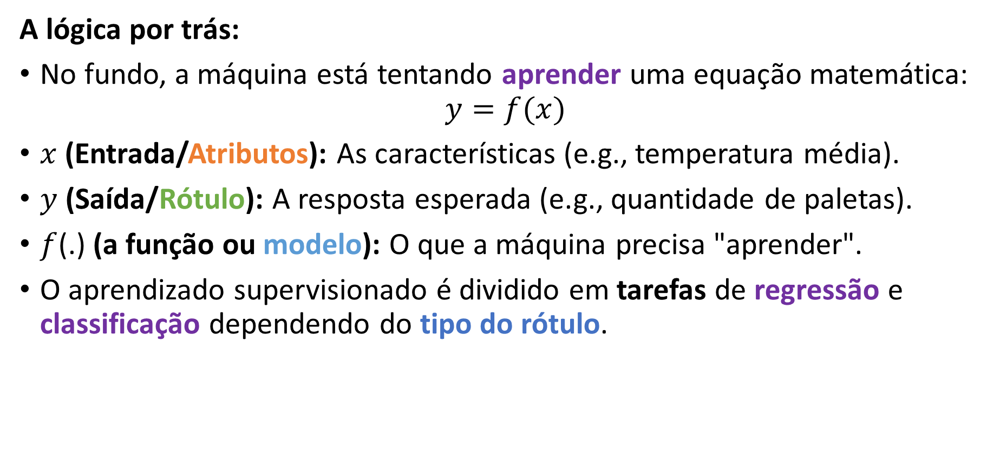 A lógica por trás:
• No fundo, a máquina está tentando aprender uma equação matemática:
y = f(x)
• x (Entrada/Atributos): As características (e.g., temperatura média).
• y (Saída/Rótulo): A resposta esperada (e.g., quantidade de paletas).
• f(.) (a função ou modelo): O que a máquina precisa "aprender".
• O aprendizado supervisionado é dividido em tarefas de regressão e
classificação dependendo do tipo do rótulo.